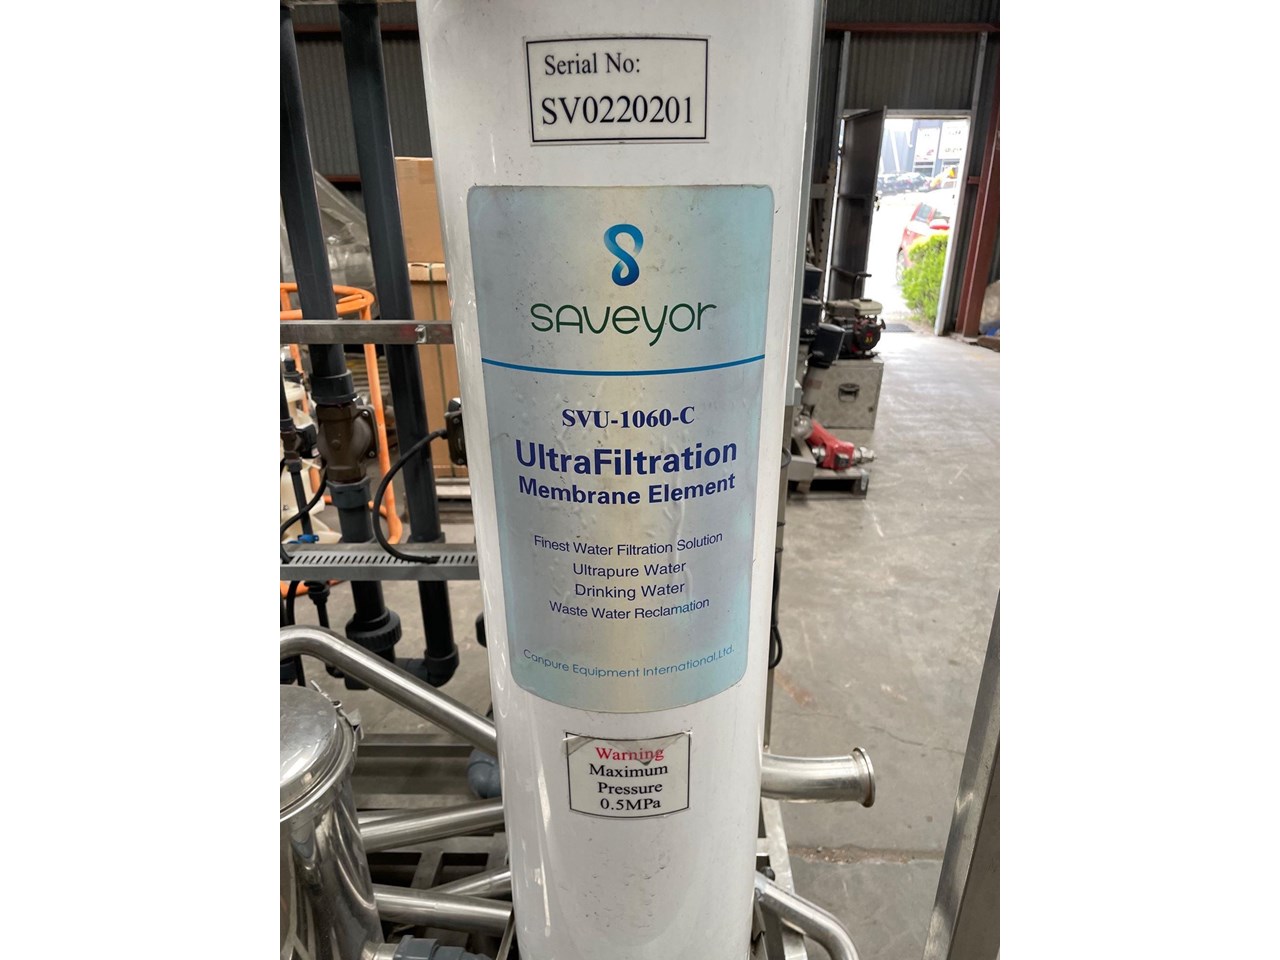 Serial No:
SV0220201
saveyor
SVU-1060-C
UltraFiltration
Membrane Element
Finest Water Filtration Solution
Ultrapure Water
Drinking Water
Waste Water Reclamation
Canpure Equipment International,Ltd.
Warning
Maximum
Pressure
0.5MPa